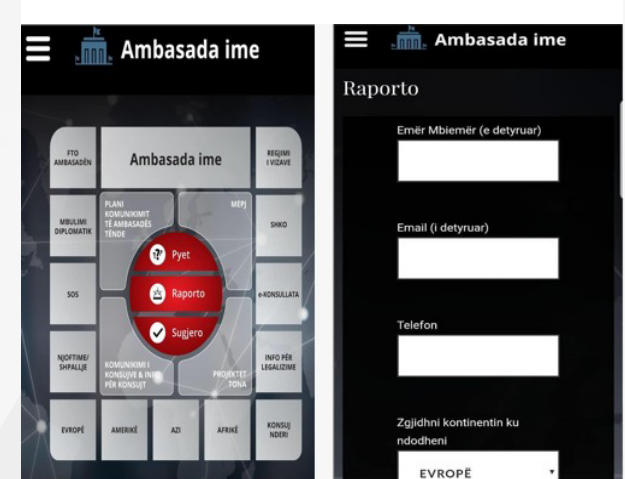 Ambasada ime
FTO
AMBASADËN
Ambasada ime
REGJIMI
I VIZAVE
MBULIMI
DIPLOMATIK
PLANI
KOMUNIKIMIT
TË AMBASADËS
TËNDE
MEPJ
SHKO
Pyet
SOS
Raporto
e-KONSULLATA
Sugjero
NJOFTIME/
SHPALLJE
KOMUNIKIMI I
KONSUJVE & INFO
PËR KONSUJT
PROJEKTET
TONA
INFO PËR
LEGALIZIME
EVROPË
AMERIKË
AZI
AFRIKË
KONSUJ
NDERI
Ambasada ime
Raporto
Emër Mbiemër (e detyruar)
Email (i detyruar)
Telefon
Zgjidhni kontinentin ku
ndodheni
EVROPË